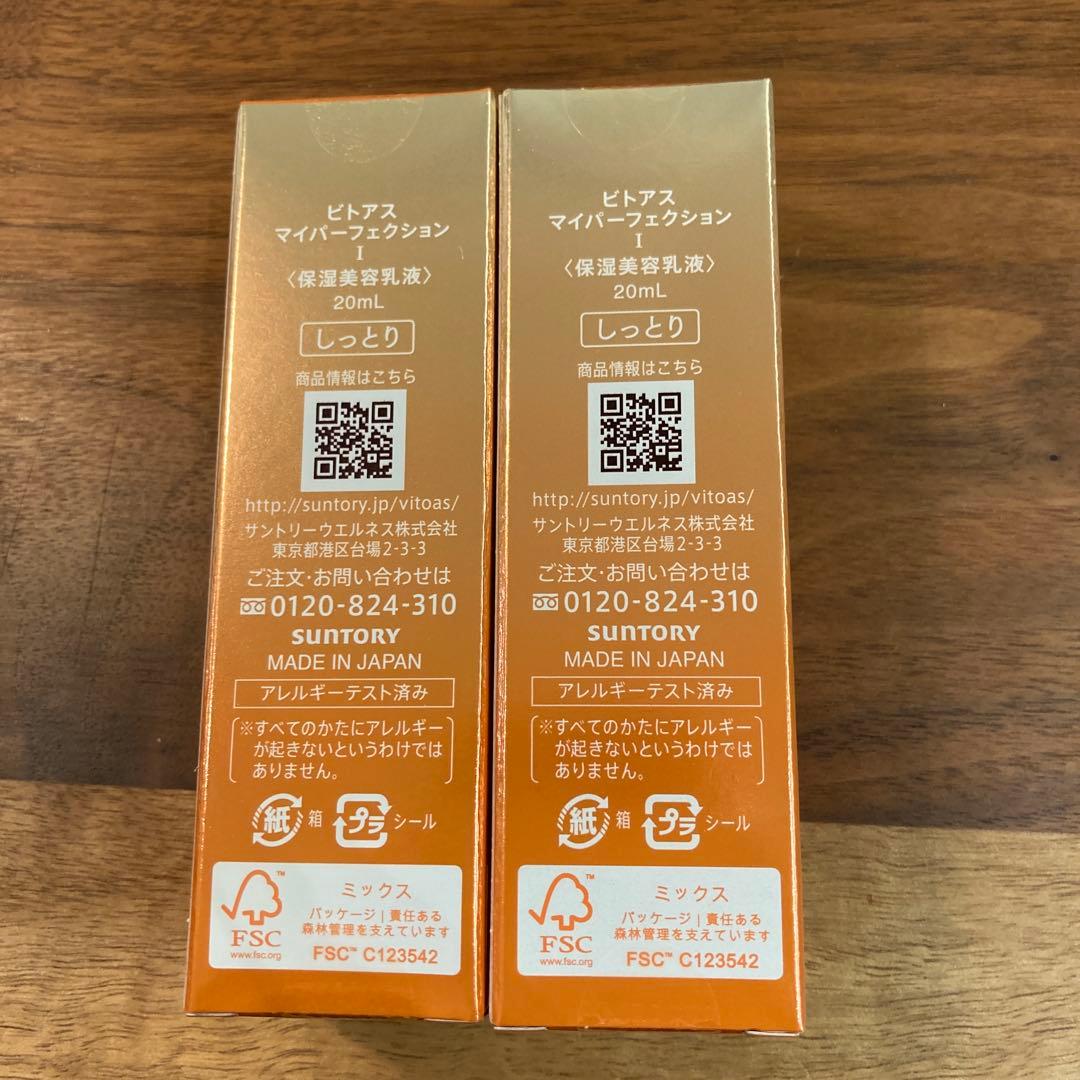 ビトアス
マイパーフェクション
I
〈保湿美容乳液〉
20mL
しっとり
商品情報はこちら
http://suntory.jp/vitoas/
サントリーウエルネス株式会社
東京都港区台場2-3-3
ご注文・お問い合わせは
0120-824-310
SUNTORY
MADE IN JAPAN
アレルギーテスト済み
※すべてのかたにアレルギー
が起きないというわけでは
ありません。
紙 箱 プラ シール
FSC™
www.fsc.org
ミックス
パッケージ|責任ある
森林管理を支えています
FSC™ C123542
ビトアス
マイパーフェクション
I
〈保湿美容乳液〉
20mL
しっとり
商品情報はこちら
http://suntory.jp/vitoas/
サントリーウエルネス株式会社
東京都港区台場2-3-3
ご注文・お問い合わせは
0120-824-310
SUNTORY
MADE IN JAPAN
アレルギーテスト済み
※すべてのかたにアレルギー
が起きないというわけでは
ありません。
紙 箱 プラ シール
FSC™
www.fsc.org
ミックス
パッケージ|責任ある
森林管理を支えています
FSC™ C123542